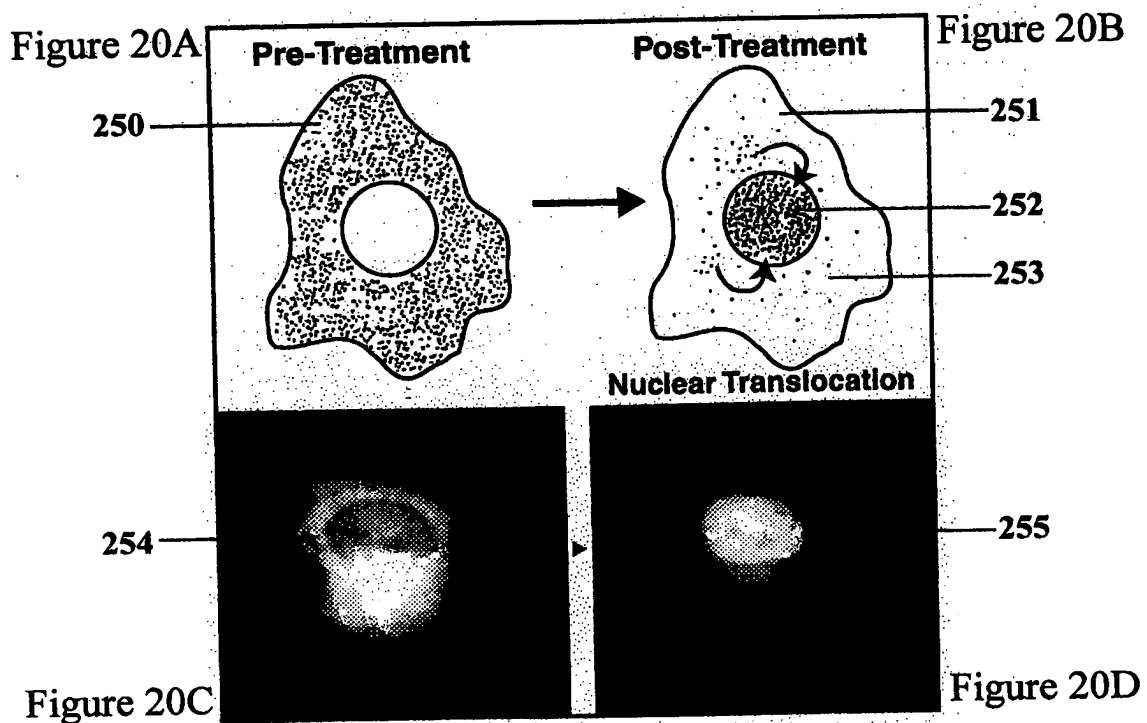 Figure 20A
Pre-Treatment
Post-Treatment
Figure 20B
250
251
252
253
Nuclear Translocation
254
255
Figure 20C
Figure 20D